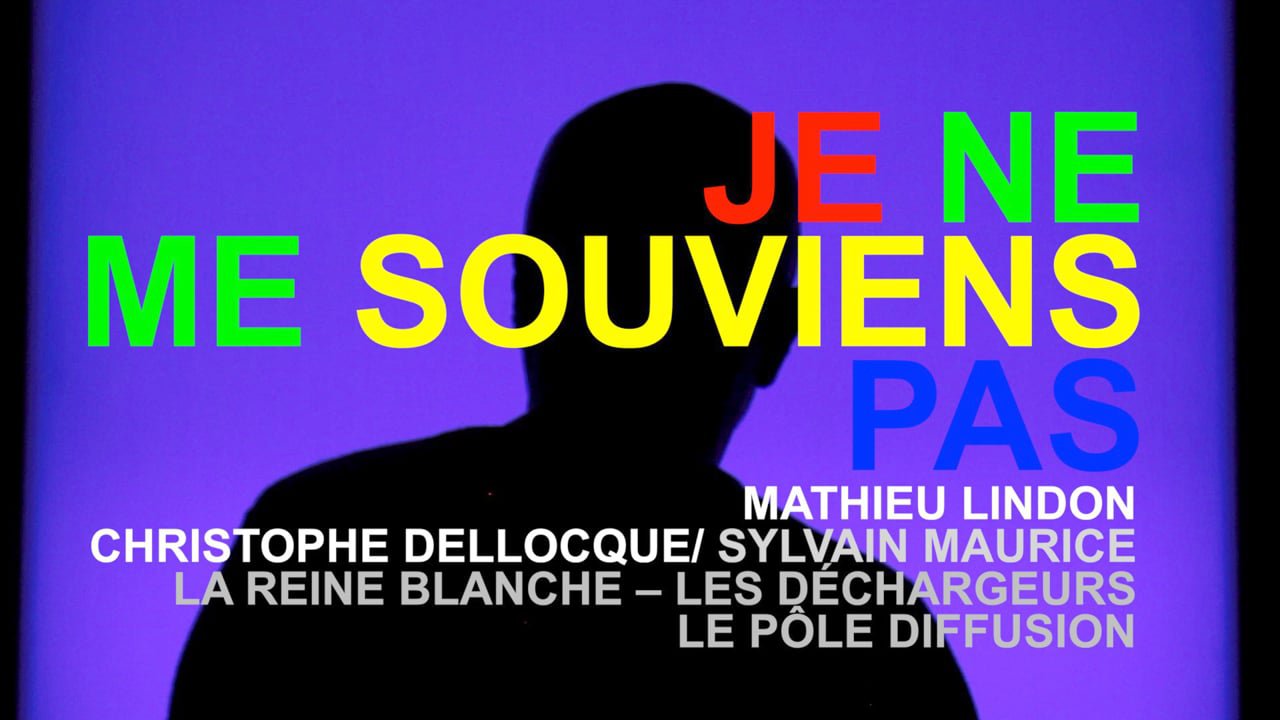 JE NE
ME SOUVIENS
PAS
MATHIEU LINDON
CHRISTOPHE DELLOCQUE/ SYLVAIN MAURICE
LA REINE BLANCHE – LES DÉCHARGEURS
LE PÔLE DIFFUSION